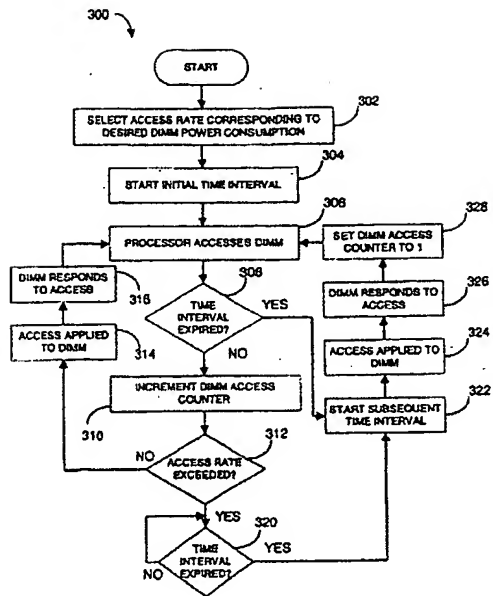 300
START
302
SELECT ACCESS RATE CORRESPONDING TO
DESIRED DIMM POWER CONSUMPTION
304
START INITIAL TIME INTERVAL
306
PROCESSOR ACCESSES DIMM
328
SET DIMM ACCESS
COUNTER TO 1
308
TIME
INTERVAL
EXPIRED?
YES
NO
DIMM RESPONDS
TO ACCESS
316
326
DIMM RESPONDS TO
ACCESS
ACCESS APPLIED
TO DIMM
314
324
ACCESS APPLIED TO
DIMM
INCREMENT DIMM ACCESS
COUNTER
310
322
START SUBSEQUENT
TIME INTERVAL
312
NO
ACCESS RATE
EXCEEDED?
YES
320
TIME
INTERVAL
EXPIRED?
YES
NO